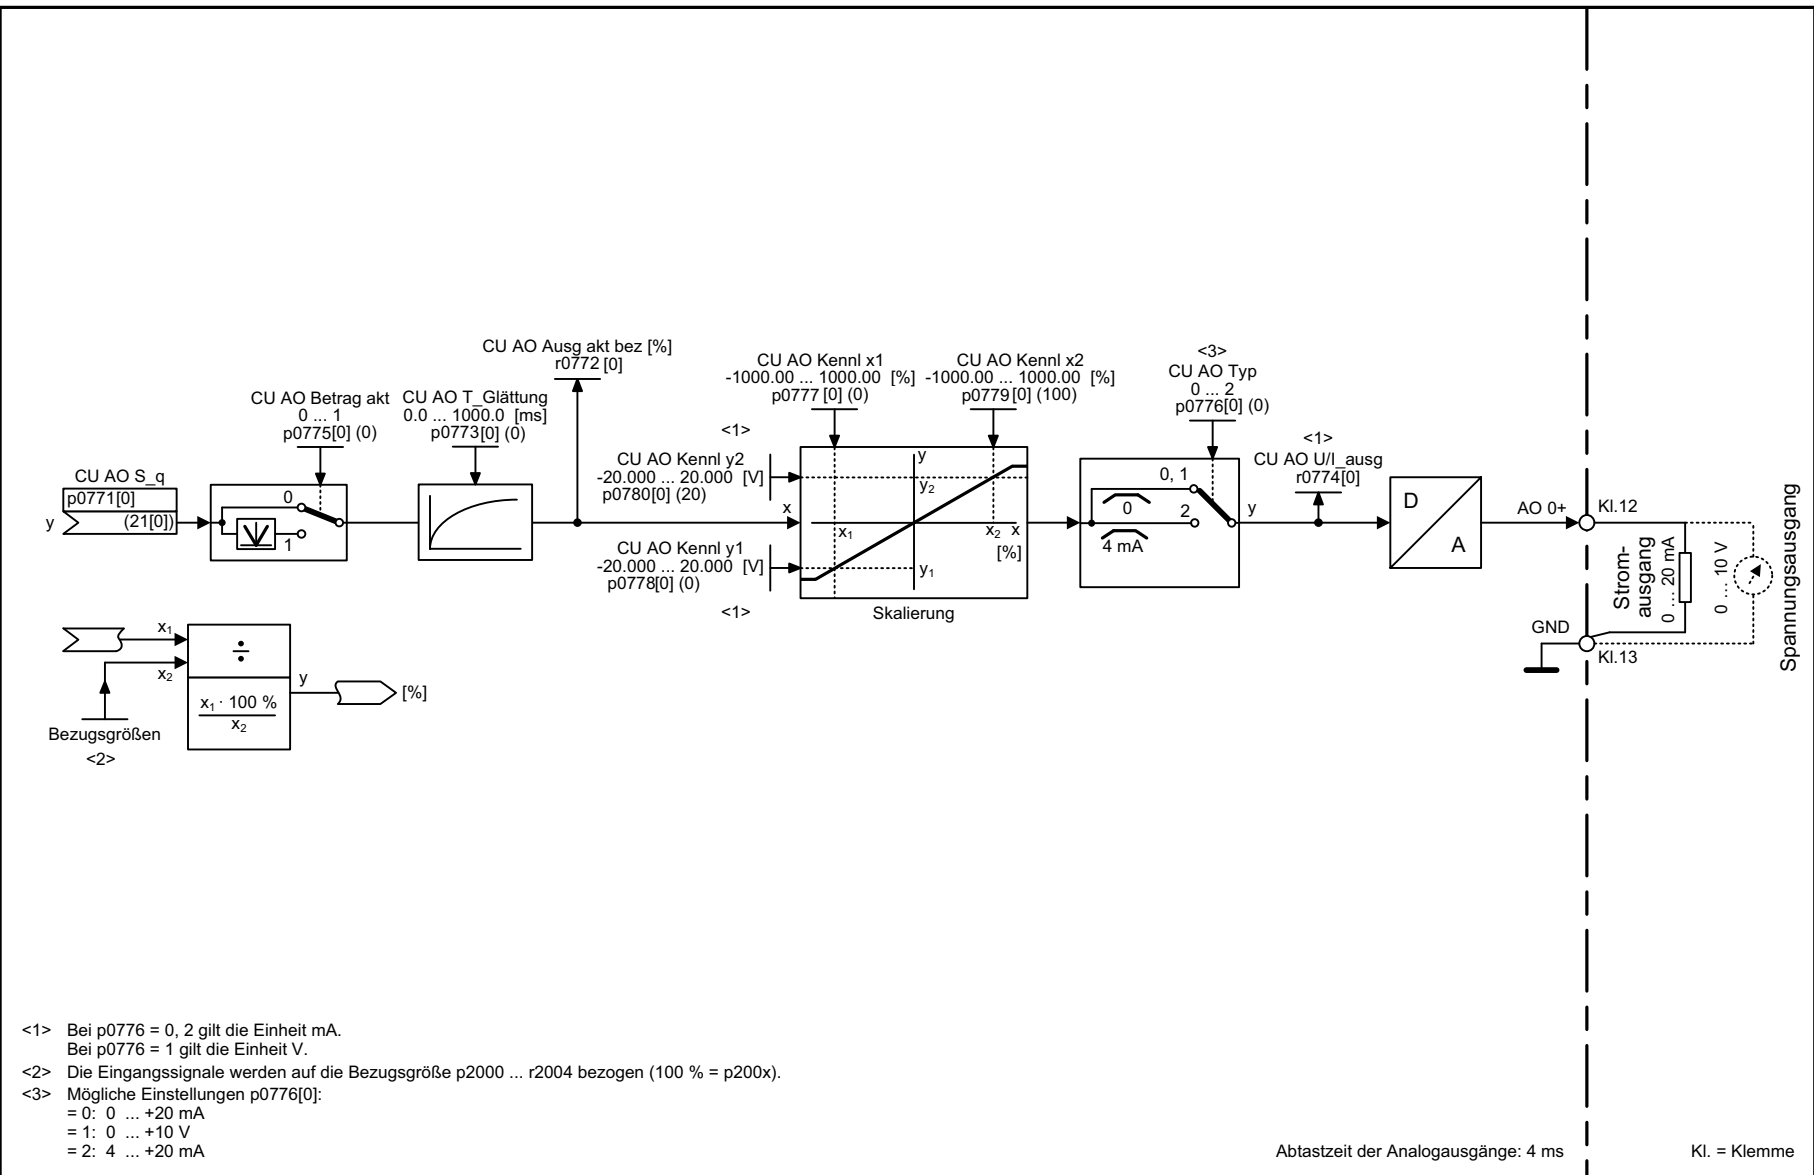 CU AO Ausg akt bez [%]
r0772 [0]
CU AO Betrag akt
0 ... 1
p0775[0] (0)
CU AO T_Glättung
0.0 ... 1000.0 [ms]
p0773[0] (0)
CU AO Kennl x1
-1000.00 ... 1000.00 [%]
p0777 [0] (0)
CU AO Kennl x2
-1000.00 ... 1000.00 [%]
p0779[0] (100)
<3>
CU AO Typ
0 ... 2
p0776[0] (0)
<1>
CU AO U/I_ausg
r0774[0]
CU AO S_q
p0771[0]
(21[0])
y
0
1
<1>
CU AO Kennl y2
-20.000 ... 20.000 [V]
p0780[0] (20)
x
CU AO Kennl y1
-20.000 ... 20.000 [V]
p0778[0] (0)
<1>
y
y2
x1
x2 x
[%]
y1
Skalierung
0, 1
0
2
4 mA
y
D
A
AO 0+
Kl.12
GND
Kl.13
Strom-
ausgang
0 ... 20 mA
0 ... 10 V
Spannungsausgang
x1
x2
÷
x1 · 100 %
x2
y
[%]
Bezugsgrößen
<2>
<1> Bei p0776 = 0, 2 gilt die Einheit mA.
Bei p0776 = 1 gilt die Einheit V.
<2> Die Eingangssignale werden auf die Bezugsgröße p2000 ... r2004 bezogen (100 % = p200x).
<3> Mögliche Einstellungen p0776[0]:
= 0: 0 ... +20 mA
= 1: 0 ... +10 V
= 2: 4 ... +20 mA
Abtastzeit der Analogausgänge: 4 ms
Kl. = Klemme